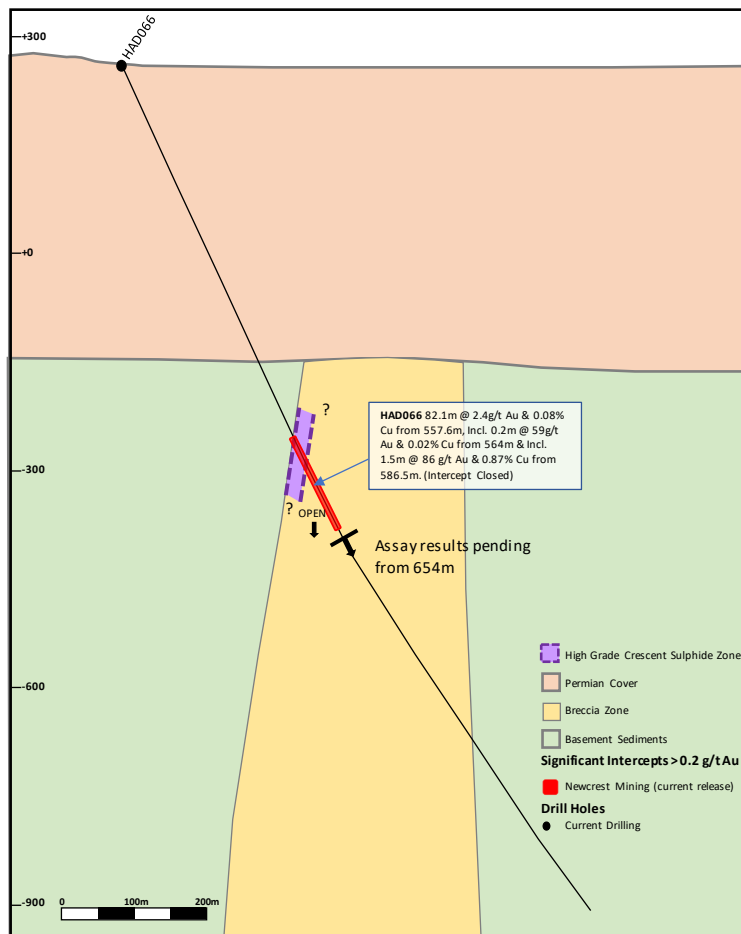 +300
HAD066
+0
HAD066 82.1m @ 2.4g/t Au & 0.08%
Cu from 557.6m, Incl. 0.2m @ 59g/t
Au & 0.02% Cu from 564m & Incl.
1.5m @ 86 g/t Au & 0.87% Cu from
586.5m. (Intercept Closed)
?
-300
?
OPEN
Assay results pending
from 654m
High Grade Crescent Sulphide Zone
-600
Permian Cover
Breccia Zone
Basement Sediments
Significant Intercepts > 0.2 g/t Au
Newcrest Mining (current release)
Drill Holes
Current Drilling
-900
0 100m 200m